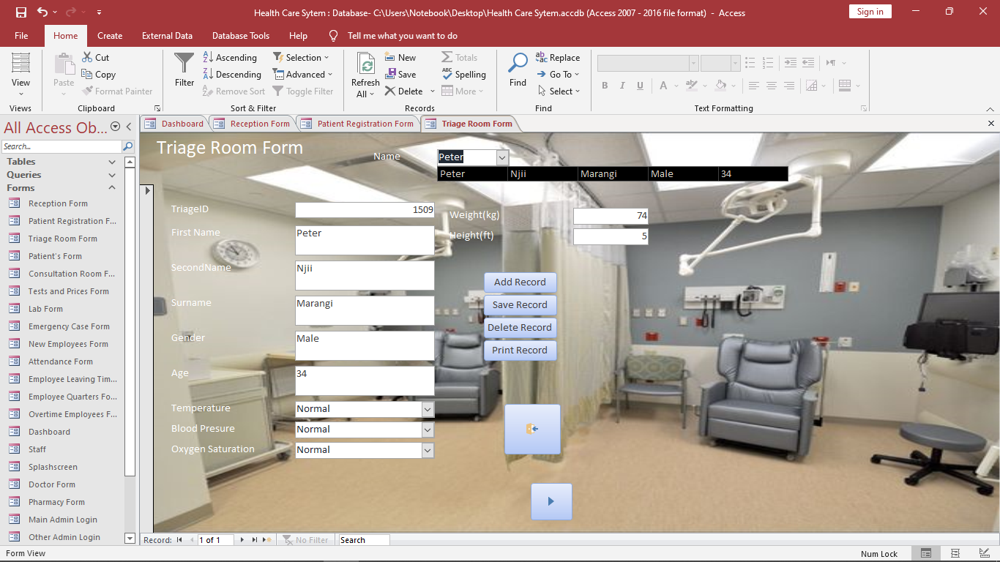 Health Care Sytem : Database- C:\Users\Notebook\Desktop\Health Care Sytem.accdb (Access 2007 - 2016 file format) - Access
Sign in
File Home Create External Data Database Tools Help Tell me what you want to do
View
Views
Paste
Cut
Copy
Format Painter
Clipboard
Filter
Ascending
Descending
Remove Sort
Selection
Advanced
Toggle Filter
Sort & Filter
Refresh All
New
Save
Delete
Totals
Spelling
More
Records
Find
Replace
Go To
Select
Find
B I U A
Text Formatting
All Access Ob...
Search...
Tables
Queries
Forms
Reception Form
Patient Registration F...
Triage Room Form
Patient's Form
Consultation Room F...
Tests and Prices Form
Lab Form
Emergency Case Form
New Employees Form
Attendance Form
Employee Leaving Tim...
Employee Quarters Fo...
Overtime Employees F...
Dashboard
Staff
Splashscreen
Doctor Form
Pharmacy Form
Main Admin Login
Other Admin Login
Dashboard Reception Form Patient Registration Form Triage Room Form
Triage Room Form
Name Peter
Peter Njii Marangi Male 34
TriageID 1509
First Name Peter
SecondName Njii
Surname Marangi
Gender Male
Age 34
Temperature Normal
Blood Presure Normal
Oxygen Saturation Normal
Weight(kg) 74
Height(ft) 5
Add Record
Save Record
Delete Record
Print Record
Record: 1 of 1 No Filter Search
Form View
Num Lock